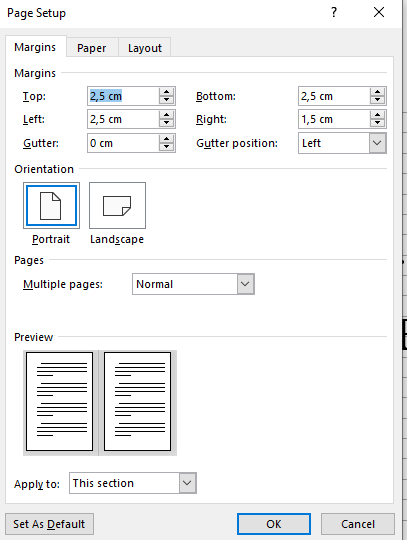 Page Setup
Margins Paper Layout
Margins
Top: 2,5 cm Bottom: 2,5 cm
Left: 2,5 cm Right: 1,5 cm
Gutter: 0 cm Gutter position: Left
Orientation
Portrait Landscape
Pages
Multiple pages: Normal
Preview
Apply to: This section
Set As Default OK Cancel